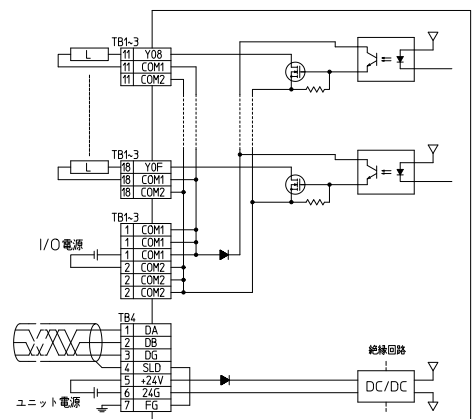 TB1~3
L 11 Y08
11 COM1
11 COM2
TB1~3
L 18 Y0F
18 COM1
18 COM2
TB1~3
1 COM1
1 COM1
I/O電源 1 COM1
2 COM2
2 COM2
2 COM2
TB4
1 DA
2 DB
3 DG
4 SLD
5 +24V
ユニット電源 6 24G
7 FG
絶縁回路
DC/DC